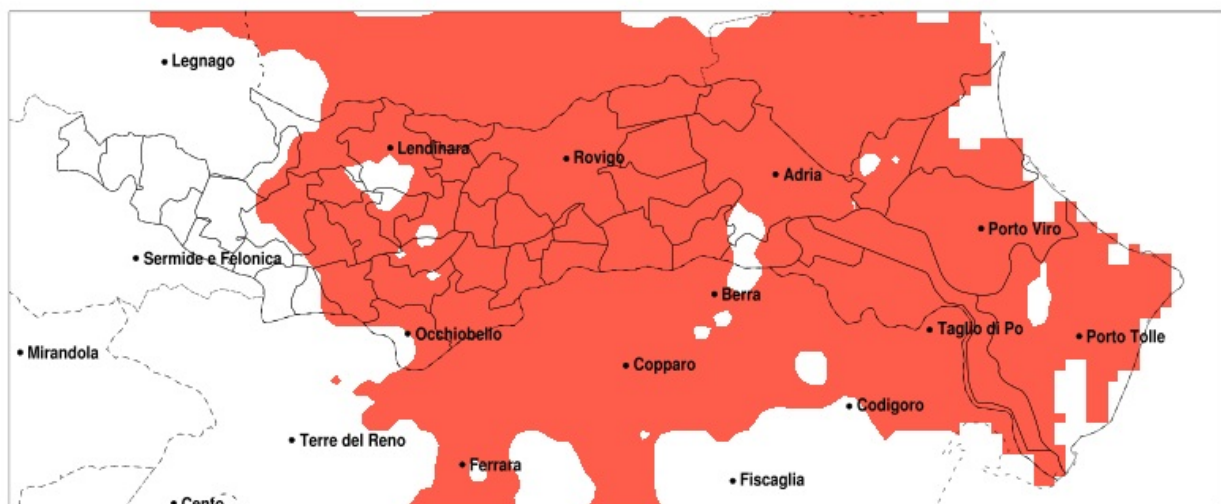 Legnago
Lendinara
Rovigo
Adria
Porto Viro
Sermide e Felonica
Berra
Occhiobello
Taglio di Po
Porto Tolle
Mirandola
Copparo
Codigoro
Terre del Reno
Ferrara
Fiscaglia
Cento